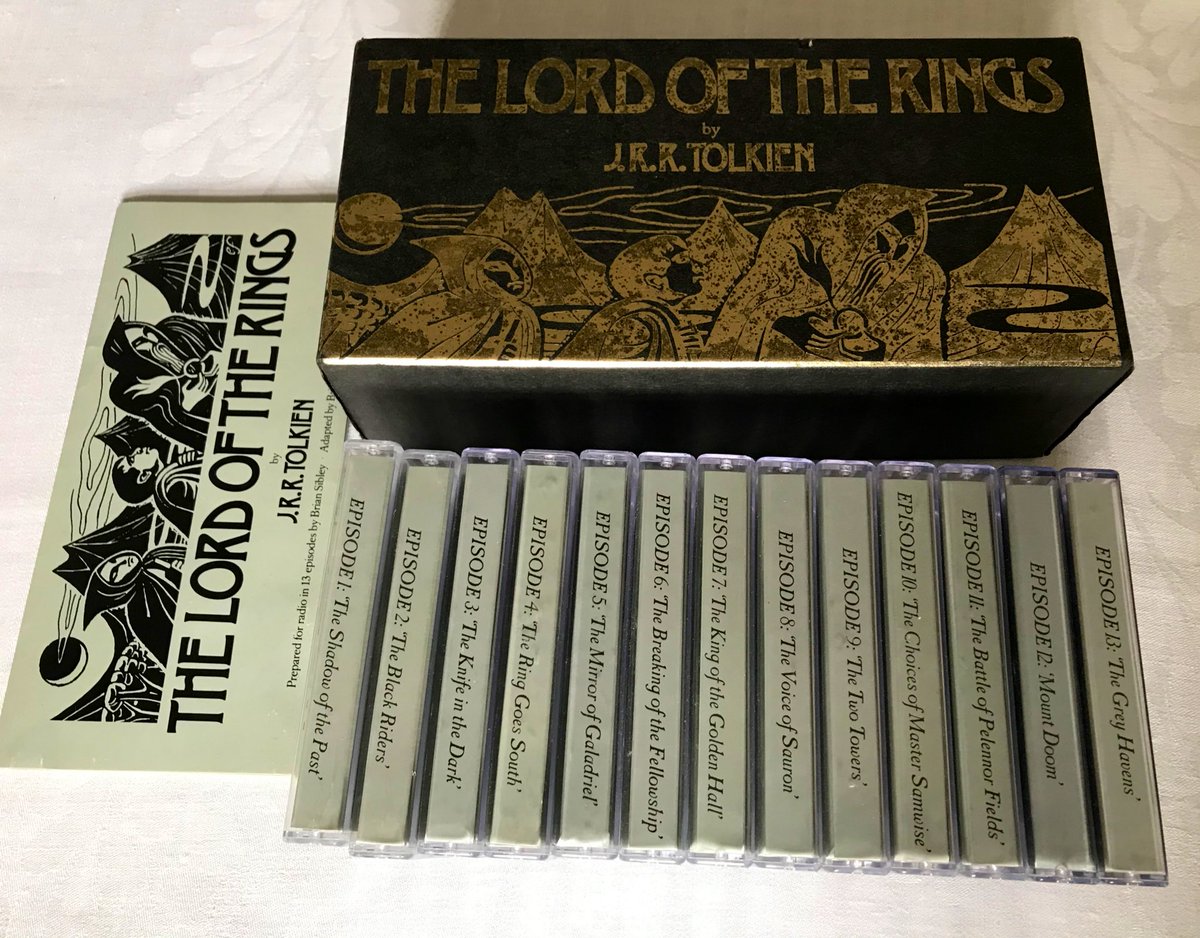 THE LORD OF THE RINGS
by
J.R.R. TOLKIEN
THE LORD OF THE RINGS
by
J.R.R. TOLKIEN
Prepared for radio in 13 episodes by Brian Sibley Adapted by
EPISODE 1: 'The Shadow of the Past'
EPISODE 2: 'The Black Riders'
EPISODE 3: 'The Knife in the Dark'
EPISODE 4: 'The Ring Goes South'
EPISODE 5: 'The Mirror of Galadriel'
EPISODE 6: 'The Breaking of the Fellowship'
EPISODE 7: 'The King of the Golden Hall'
EPISODE 8: 'The Voice of Sauron'
EPISODE 9: 'The Two Towers'
EPISODE 10: 'The Choices of Master Samwise'
EPISODE 11: 'The Battle of Pelennor Fields'
EPISODE 12: 'Mount Doom'
EPISODE 13: 'The Grey Havens'